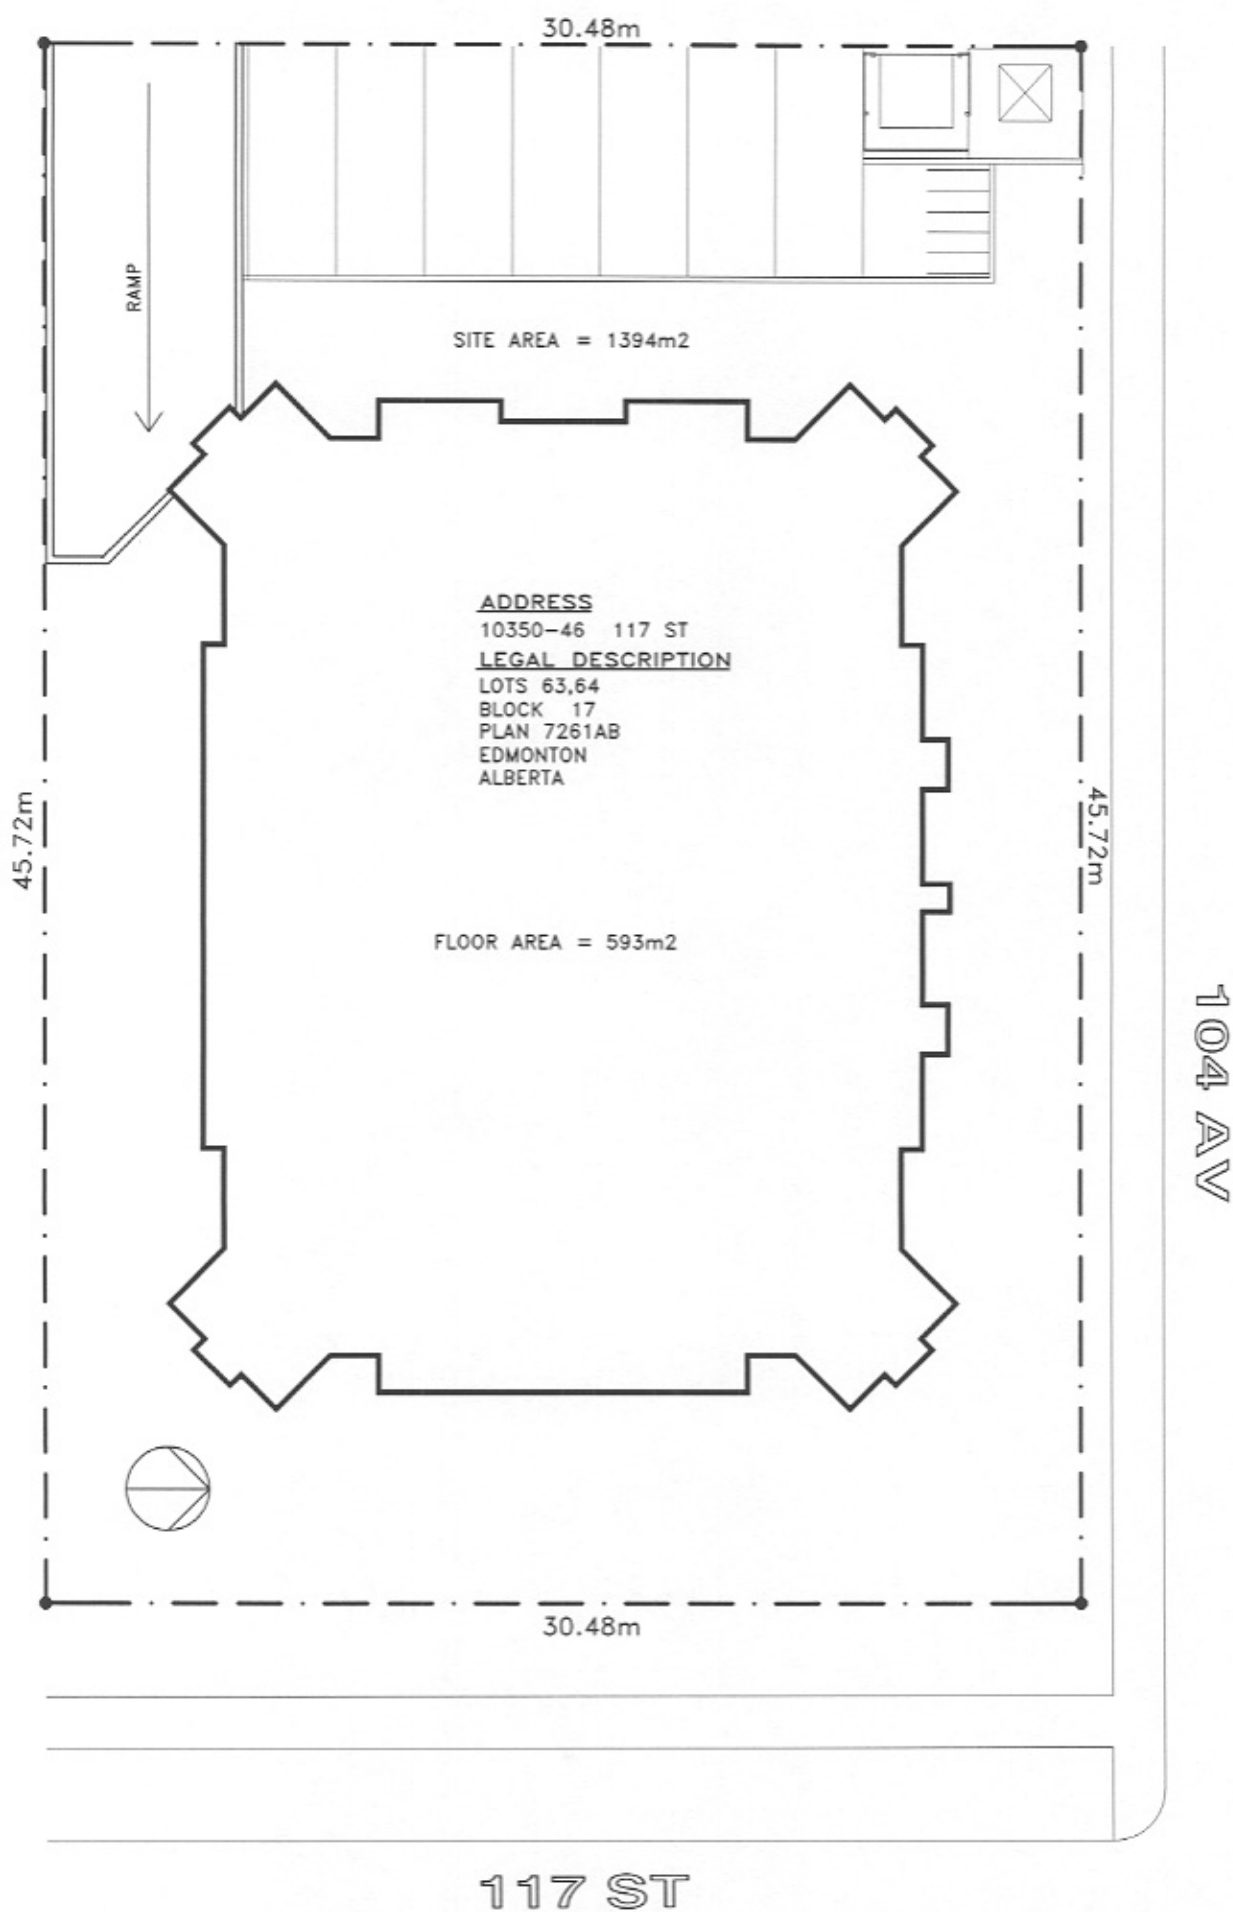 30.48m
RAMP
SITE AREA = 1394m2
ADDRESS
10350-46 117 ST
LEGAL DESCRIPTION
LOTS 63,64
BLOCK 17
PLAN 7261AB
EDMONTON
ALBERTA
45.72m
45.72m
FLOOR AREA = 593m2
104 AV
30.48m
117 ST